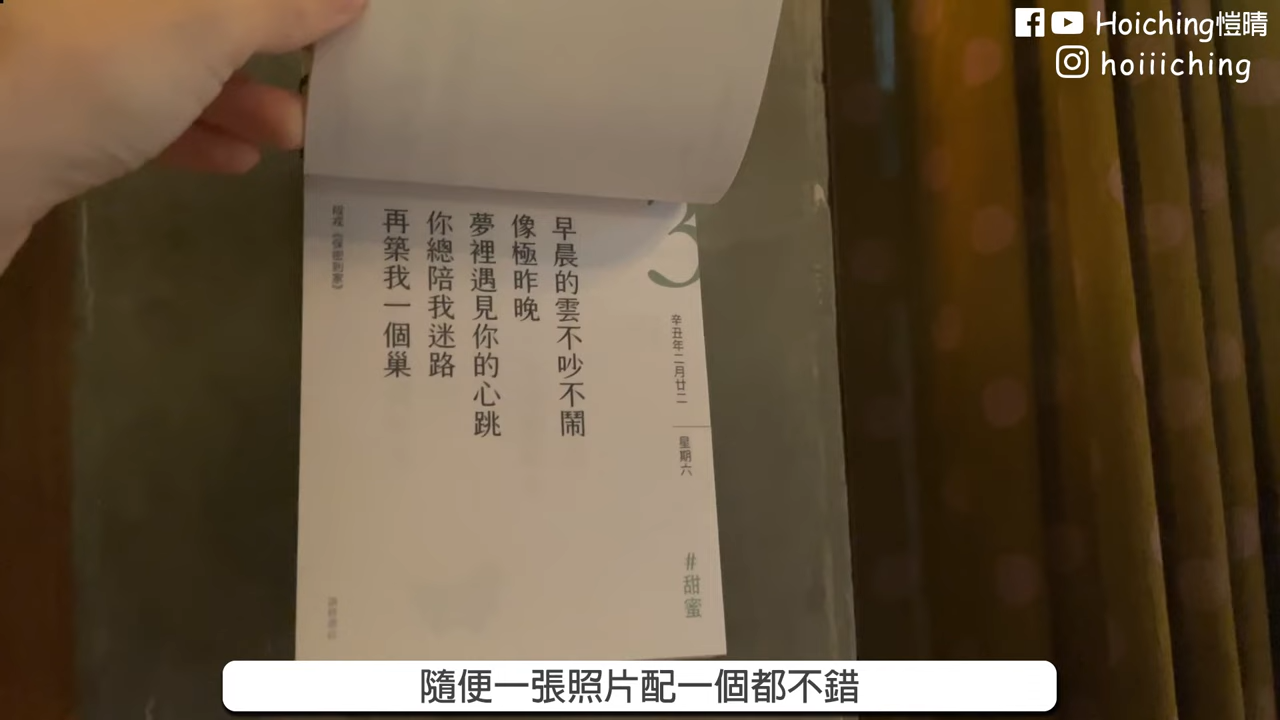 Hoiching愷晴
hoiiiching
3
辛丑年二月廿二
星期六
#甜蜜
早晨的雲不吵不鬧
像極昨晚
夢裡遇見你的心跳
你總陪我迷路
再築我一個巢
隨便一張照片配一個都不錯